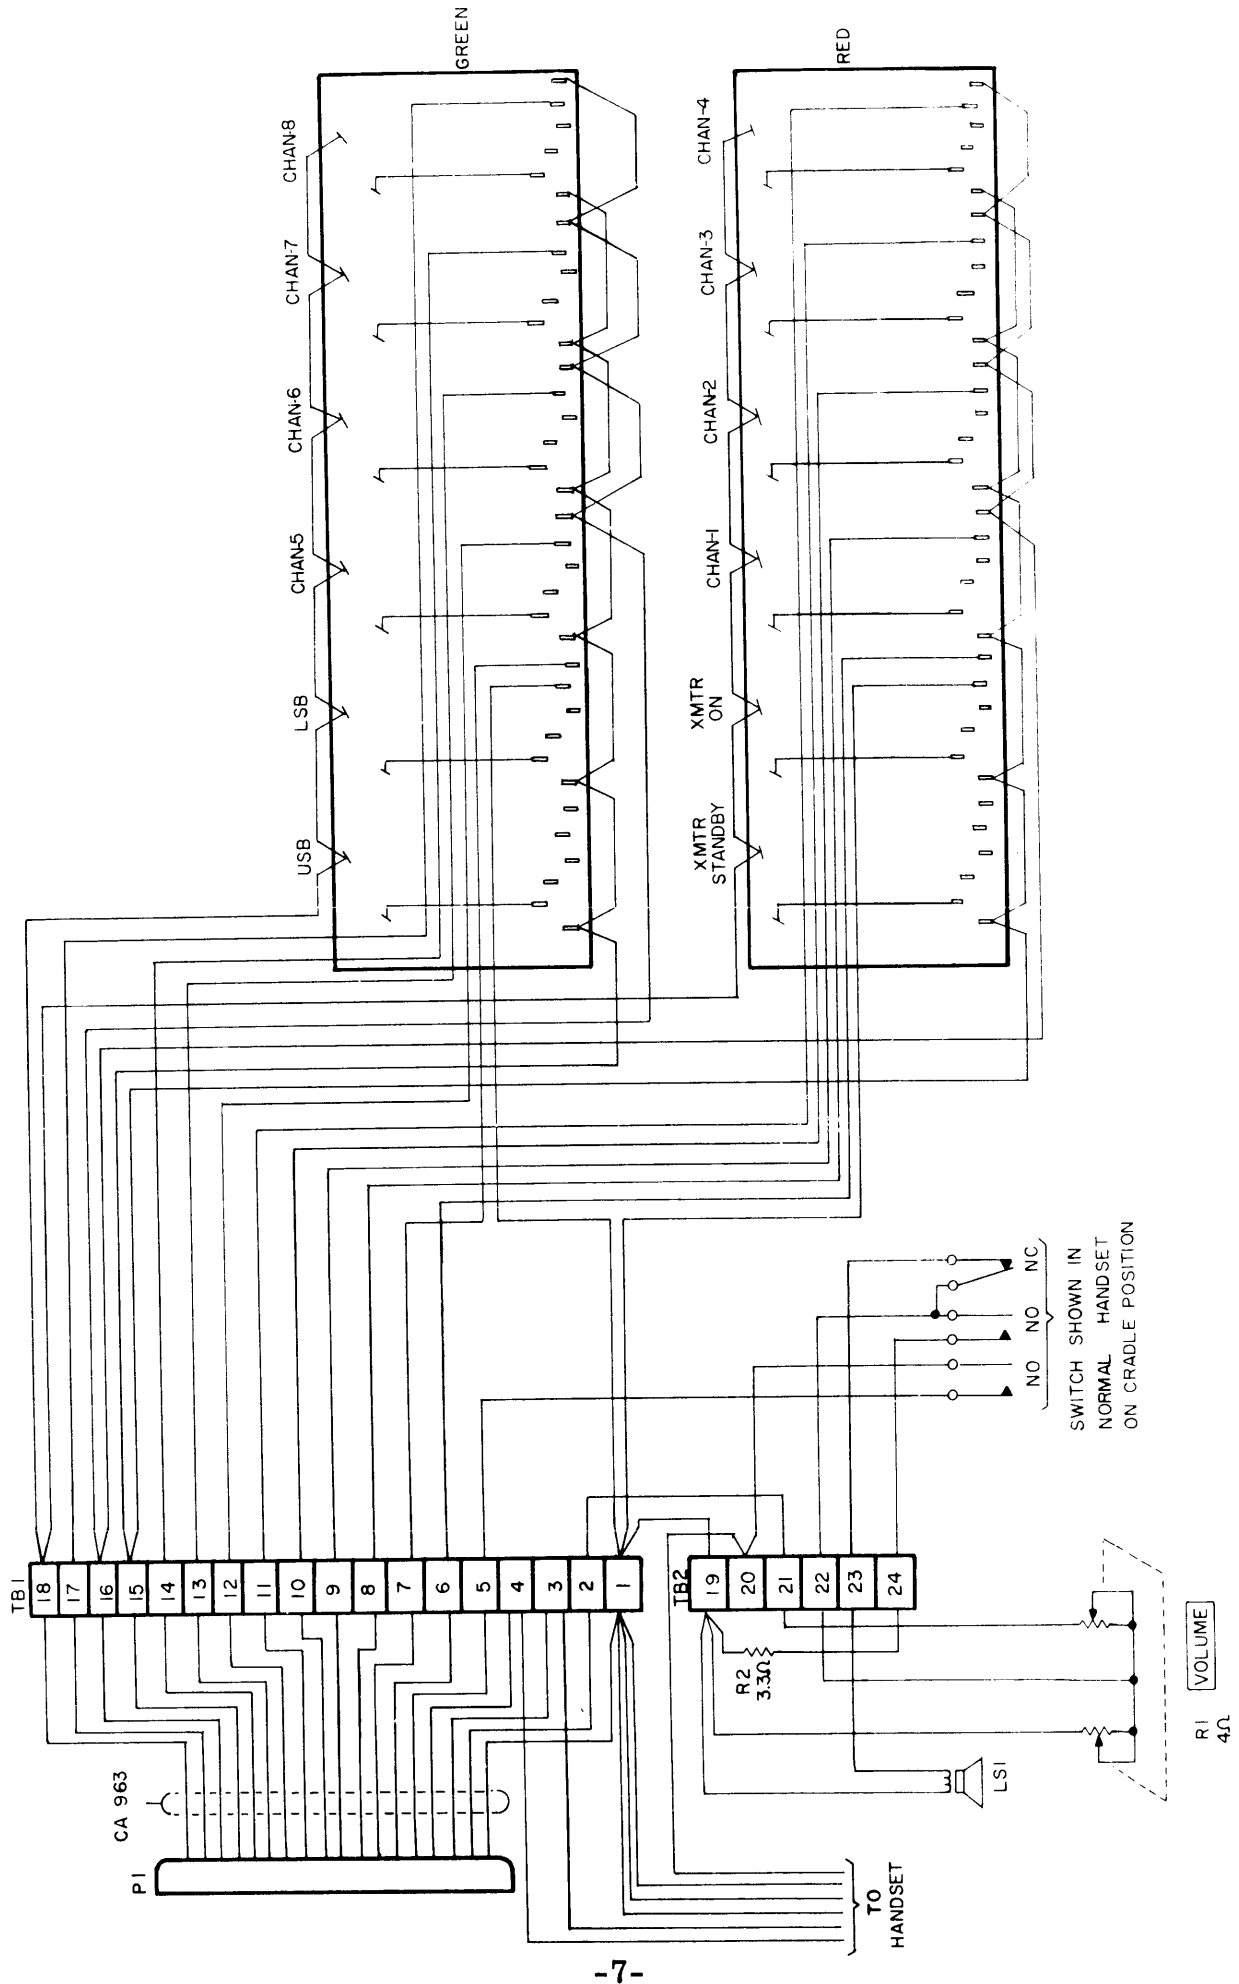 GREEN
CHAN-8
CHAN-7
CHAN-6
CHAN-5
LSB
USB
RED
CHAN-4
CHAN-3
CHAN-2
CHAN-1
XMTR
ON
XMTR
STANDBY
TB1
18
17
16
15
14
13
12
11
10
9
8
7
6
5
4
3
2
1
TB2
19
20
21
22
23
24
NC
NO
NO
SWITCH SHOWN IN
NORMAL HANDSET
ON CRADLE POSITION
R2
3.3Ω
CA 963
P1
LS1
VOLUME
R1
4Ω
TO
HANDSET
-7-